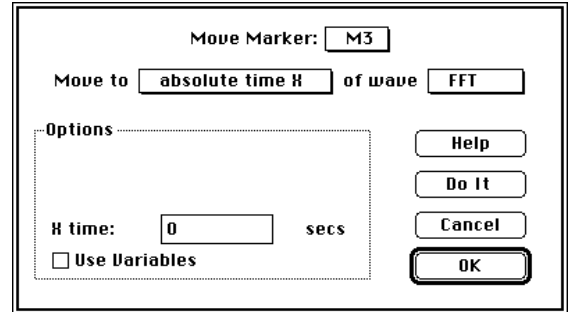 Move Marker: M3
Move to absolute time X of wave FFT
Options
Help
Do It
X time: 0 secs
Cancel
Use Variables
OK